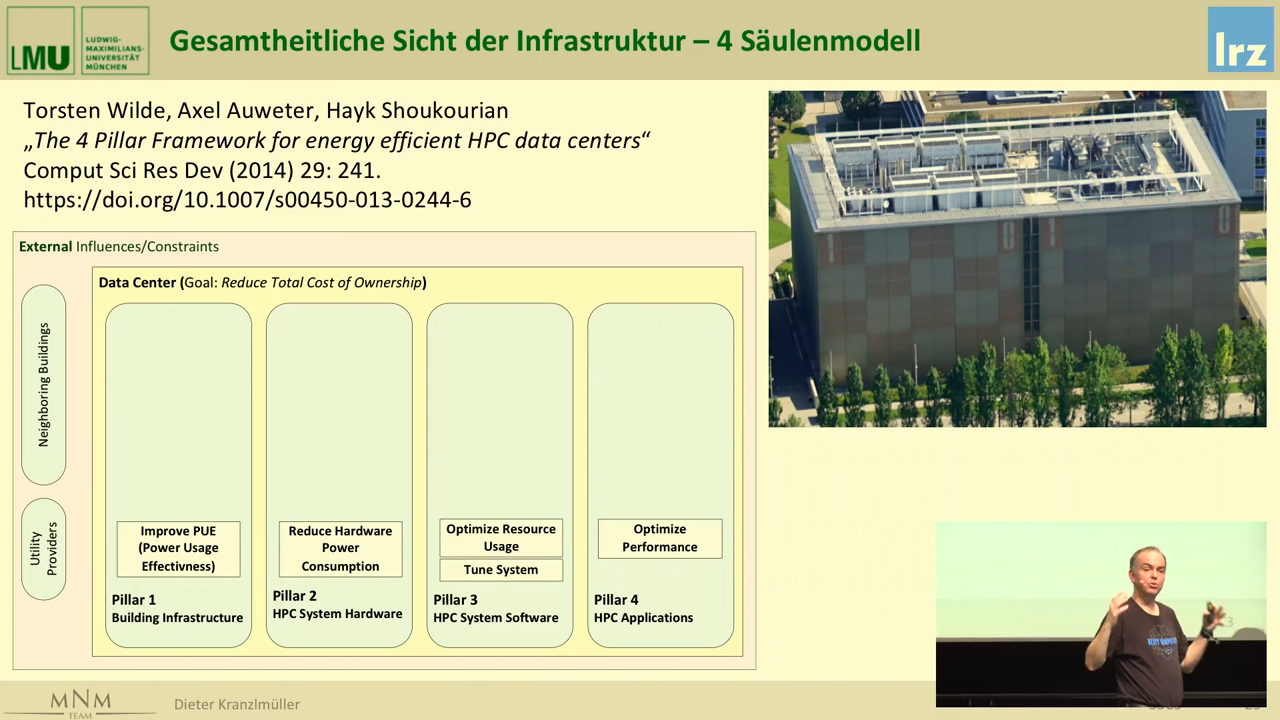 LMU
LUDWIG-
MAXIMILIANS-
UNIVERSITÄT
MÜNCHEN
Gesamtheitliche Sicht der Infrastruktur – 4 Säulenmodell
lrz
Torsten Wilde, Axel Auweter, Hayk Shoukourian
„The 4 Pillar Framework for energy efficient HPC data centers“
Comput Sci Res Dev (2014) 29: 241.
https://doi.org/10.1007/s00450-013-0244-6
External Influences/Constraints
Neighboring Buildings
Utility
Providers
Data Center (Goal: Reduce Total Cost of Ownership)
Improve PUE
(Power Usage
Effectivness)
Pillar 1
Building Infrastructure
Reduce Hardware
Power
Consumption
Pillar 2
HPC System Hardware
Optimize Resource
Usage
Tune System
Pillar 3
HPC System Software
Optimize
Performance
Pillar 4
HPC Applications
MNM
TEAM
Dieter Kranzlmüller